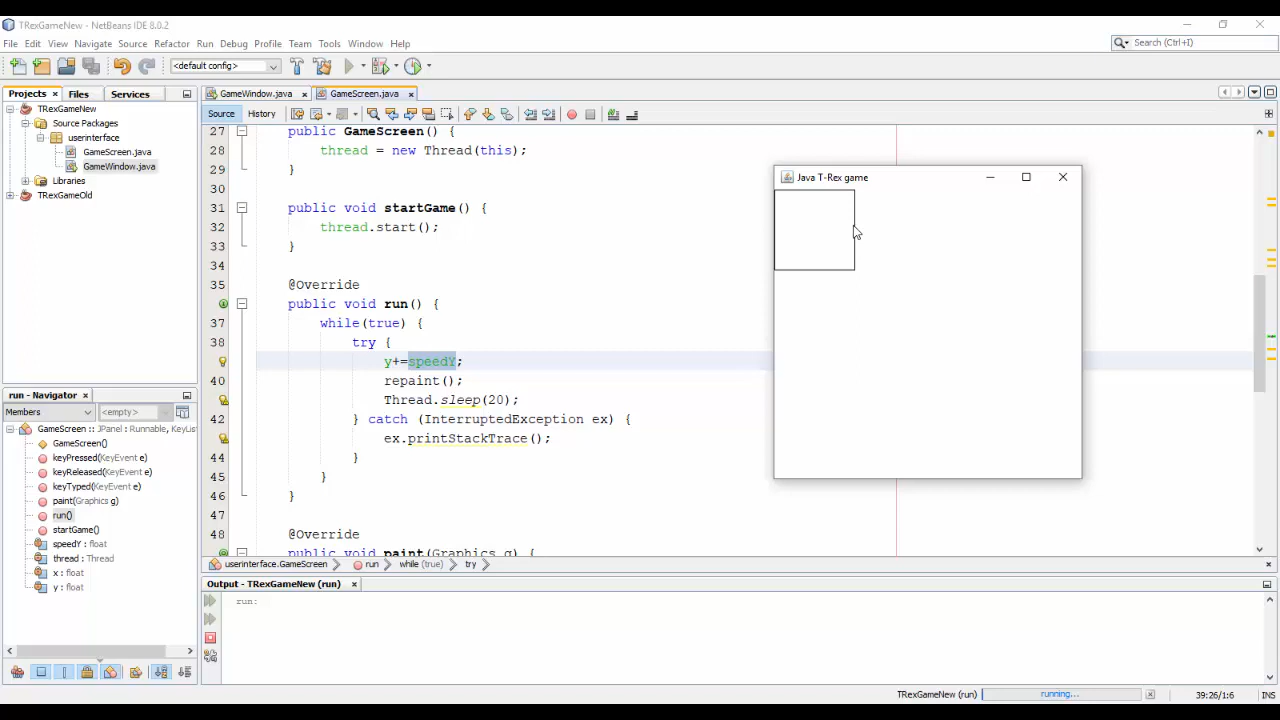 TRexGameNew - NetBeans IDE 8.0.2
File Edit View Navigate Source Refactor Run Debug Profile Team Tools Window Help
Search (Ctrl+I)
<default config>
Projects Files Services
GameWindow.java GameScreen.java
TRexGameNew
Source Packages
userinterface
GameScreen.java
GameWindow.java
Libraries
TRexGameOld
Source History
27 public GameScreen() {
28 thread = new Thread(this);
29 }
30
31 public void startGame() {
32 thread.start();
33 }
34
35 @Override
public void run() {
37 while(true) {
38 try {
y+=speedY;
40 repaint();
Thread.sleep(20);
42 } catch (InterruptedException ex) {
ex.printStackTrace();
44 }
45 }
46 }
47
48 @Override
public void paint(Graphics g) {
Java T-Rex game
run - Navigator
Members <empty>
GameScreen :: JPanel : Runnable, KeyList
GameScreen()
keyPressed(KeyEvent e)
keyReleased(KeyEvent e)
keyTyped(KeyEvent e)
paint(Graphics g)
run()
startGame()
speedY : float
thread : Thread
x : float
y : float
userinterface.GameScreen run while (true) try
Output - TRexGameNew (run)
run:
TRexGameNew (run) running... 39:26/1:6 INS